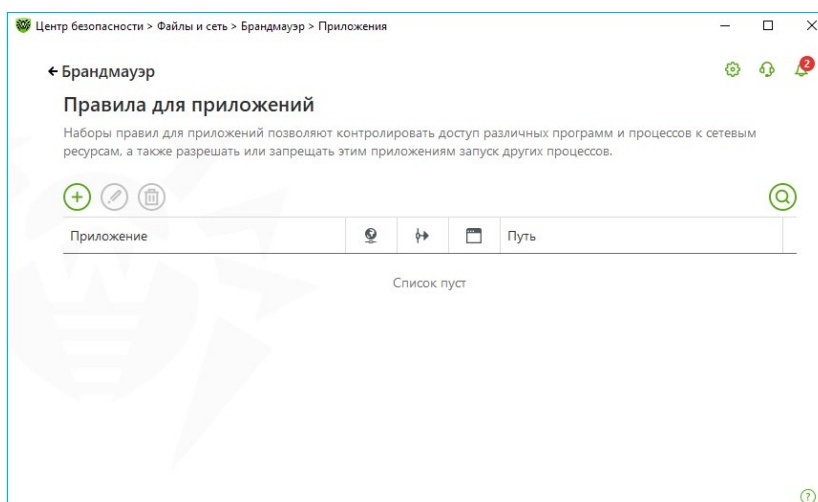 Центр безопасности > Файлы и сеть > Брандмауэр > Приложения
Брандмауэр
2
Правила для приложений
Наборы правил для приложений позволяют контролировать доступ различных программ и процессов к сетевым
ресурсам, а также разрешать или запрещать этим приложениям запуск других процессов.
Приложение Путь
Список пуст
?